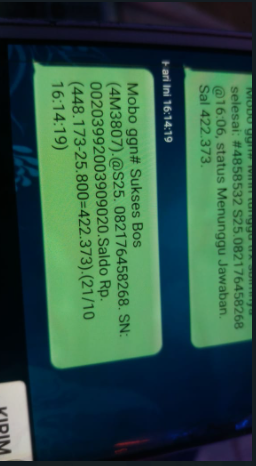 selesai: #4858532 S25.082176458268
@16:06, status Menunggu Jawaban.
Sal 422.373.
Hari Ini 16:14:19
Mobo ggn# Sukses Bos
(4M3807),@S25. 082176458268. SN:
00203992003909020.Saldo Rp.
(448.173-25.800=422.373),(21/10
16:14:19)
KIRIM